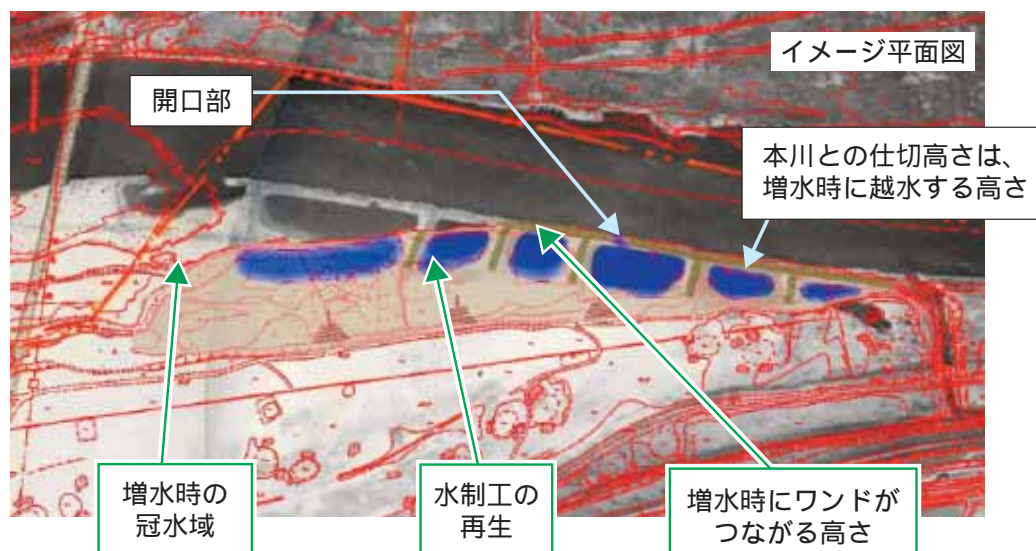 イメージ平面図
開口部
本川との仕切高さは、
増水時に越水する高さ
増水時の
冠水域
水制工の
再生
増水時にワンドが
つながる高さ